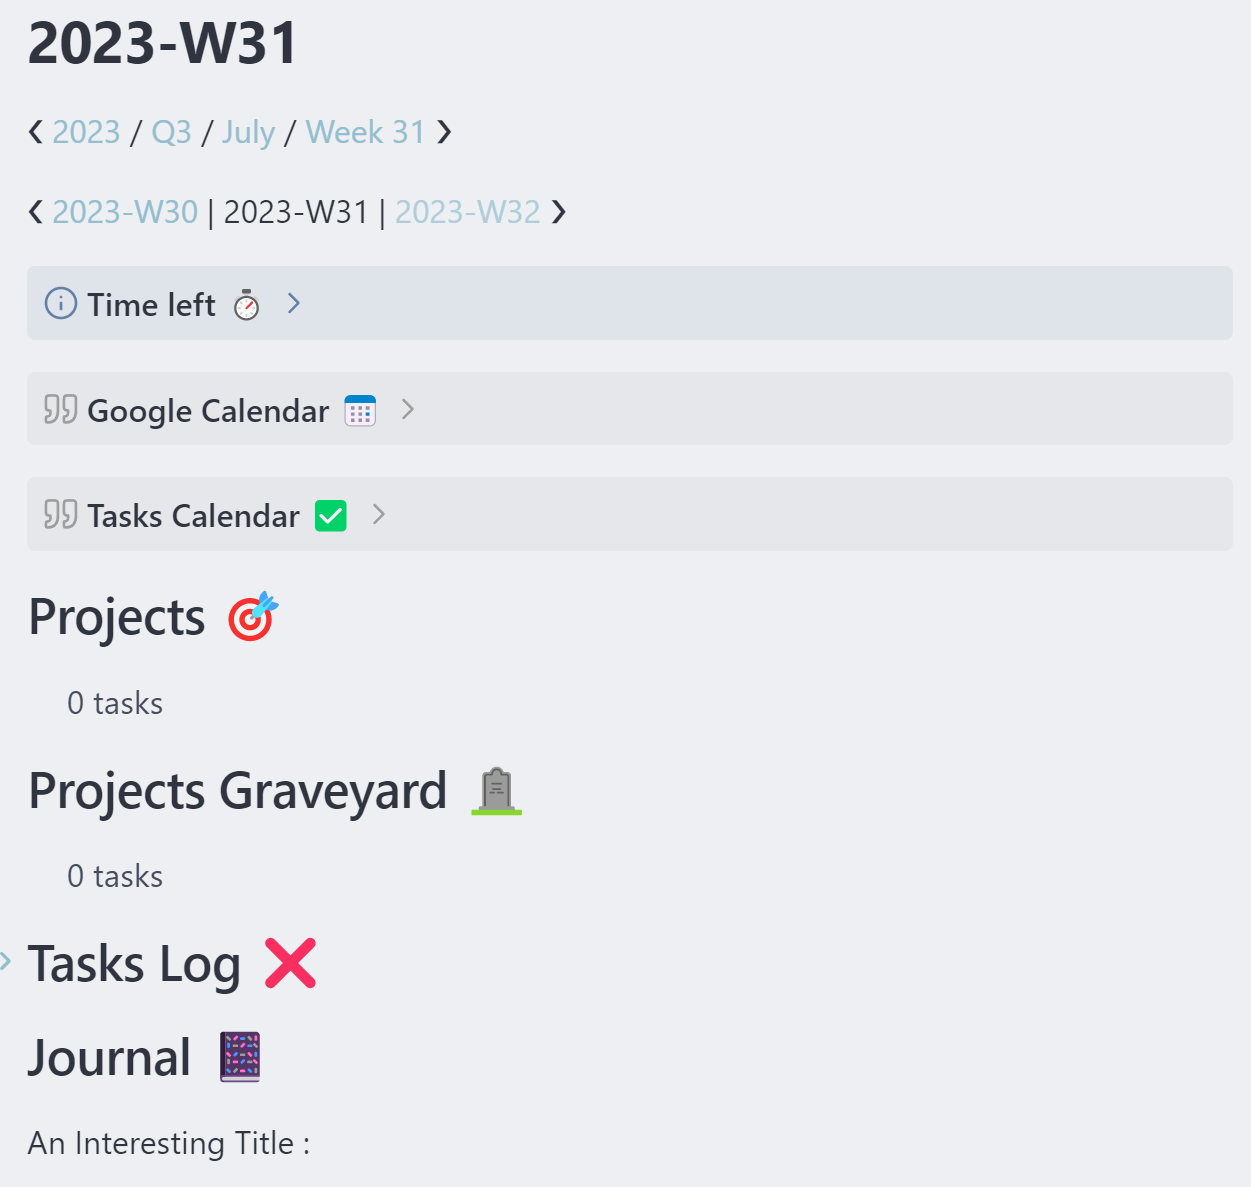 2023-W31
❮ 2023 / Q3 / July / Week 31 ❯
❮ 2023-W30 | 2023-W31 | 2023-W32 ❯
Time left
Google Calendar
Tasks Calendar
Projects
0 tasks
Projects Graveyard
0 tasks
Tasks Log
Journal
An Interesting Title :